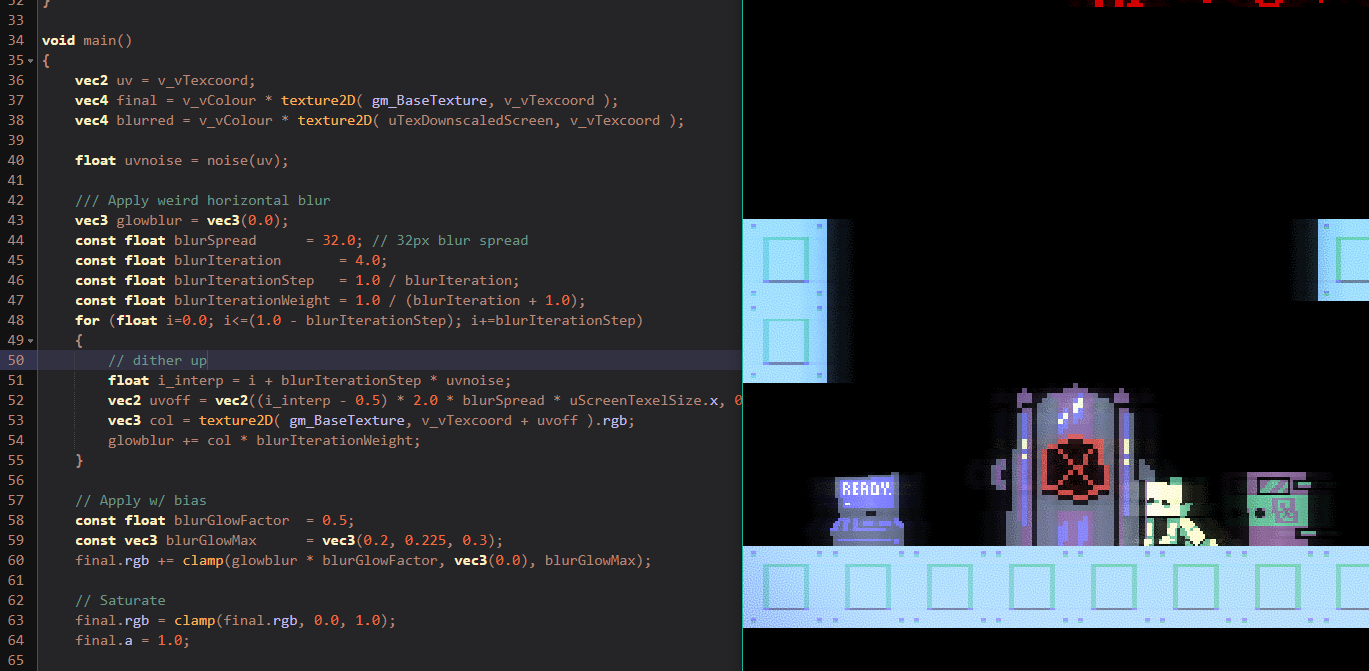 32 }
33
34 void main()
35 {
36 vec2 uv = v_vTexcoord;
37 vec4 final = v_vColour * texture2D( gm_BaseTexture, v_vTexcoord );
38 vec4 blurred = v_vColour * texture2D( uTexDownscaledScreen, v_vTexcoord );
39
40 float uvnoise = noise(uv);
41
42 /// Apply weird horizontal blur
43 vec3 glowblur = vec3(0.0);
44 const float blurSpread = 32.0; // 32px blur spread
45 const float blurIteration = 4.0;
46 const float blurIterationStep = 1.0 / blurIteration;
47 const float blurIterationWeight = 1.0 / (blurIteration + 1.0);
48 for (float i=0.0; i<=(1.0 - blurIterationStep); i+=blurIterationStep)
49 {
50 // dither up
51 float i_interp = i + blurIterationStep * uvnoise;
52 vec2 uvoff = vec2((i_interp - 0.5) * 2.0 * blurSpread * uScreenTexelSize.x, 0
53 vec3 col = texture2D( gm_BaseTexture, v_vTexcoord + uvoff ).rgb;
54 glowblur += col * blurIterationWeight;
55 }
56
57 // Apply w/ bias
58 const float blurGlowFactor = 0.5;
59 const vec3 blurGlowMax = vec3(0.2, 0.225, 0.3);
60 final.rgb += clamp(glowblur * blurGlowFactor, vec3(0.0), blurGlowMax);
61
62 // Saturate
63 final.rgb = clamp(final.rgb, 0.0, 1.0);
64 final.a = 1.0;
65
READY.